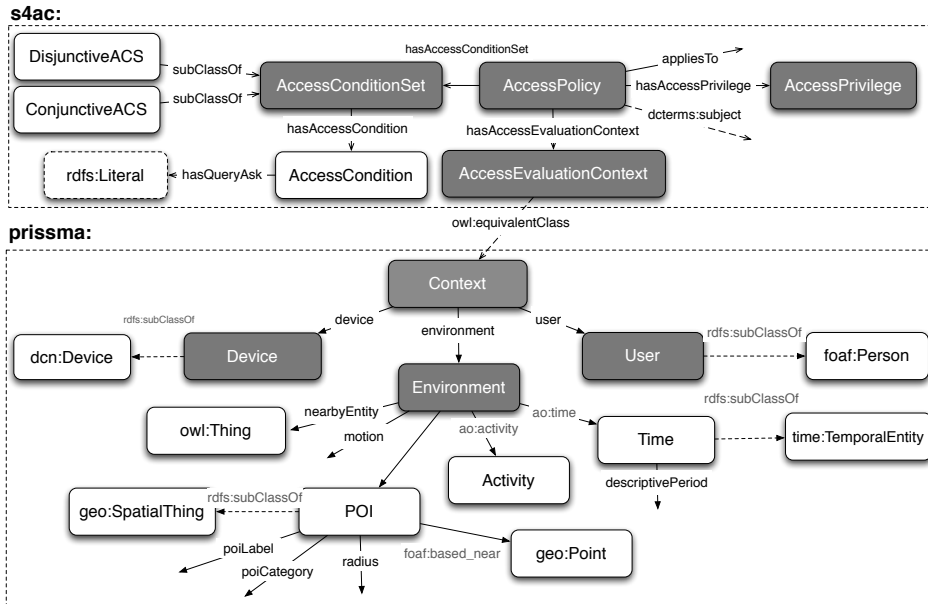 s4ac:
DisjunctiveACS
ConjunctiveACS
subClassOf
subClassOf
AccessConditionSet
hasAccessConditionSet
AccessPolicy
appliesTo
hasAccessPrivilege
AccessPrivilege
dcterms:subject
hasAccessCondition
hasAccessEvaluationContext
rdfs:Literal
hasQueryAsk
AccessCondition
AccessEvaluationContext
owl:equivalentClass
prissma:
Context
device
environment
user
rdfs:subClassOf
dcn:Device
Device
User
rdfs:subClassOf
foaf:Person
Environment
nearbyEntity
owl:Thing
motion
ao:activity
ao:time
rdfs:subClassOf
Time
time:TemporalEntity
Activity
descriptivePeriod
geo:SpatialThing
rdfs:subClassOf
POI
poiLabel
poiCategory
radius
foaf:based_near
geo:Point